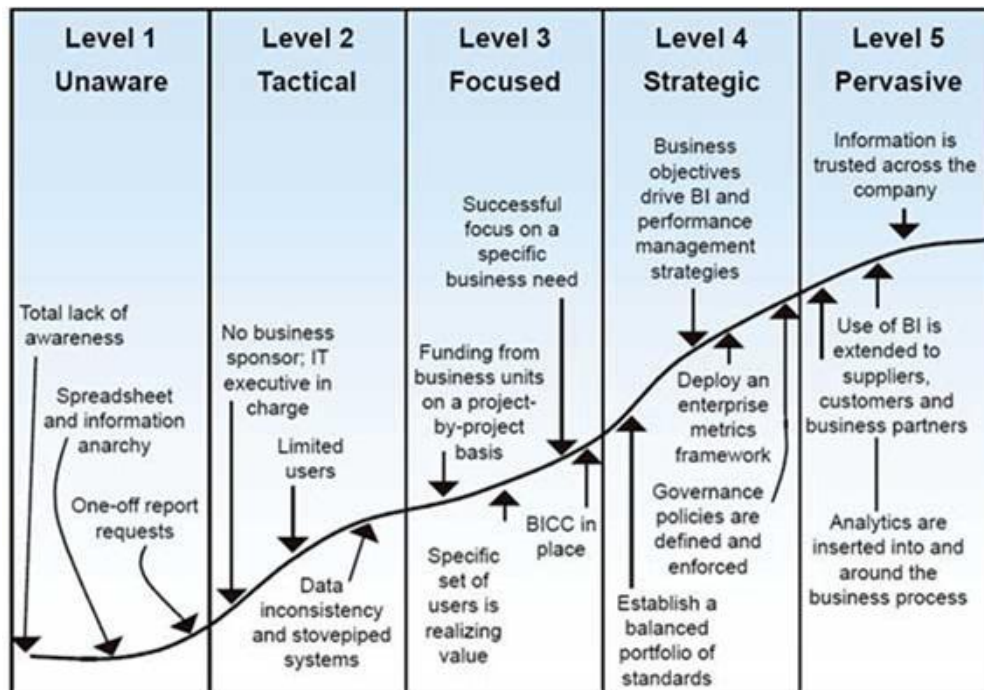 Level 1
Unaware
Level 2
Tactical
Level 3
Focused
Level 4
Strategic
Level 5
Pervasive
Total lack of
awareness
Spreadsheet
and information
anarchy
One-off report
requests
No business
sponsor; IT
executive in
charge
Limited
users
Data
inconsistency
and stovepiped
systems
Successful
focus on a
specific
business need
Funding from
business units
on a project-
by-project
basis
Specific
set of
users is
realizing
value
BICC in
place
Business
objectives
drive BI and
performance
management
strategies
Deploy an
enterprise
metrics
framework
Governance
policies are
defined and
enforced
Establish a
balanced
portfolio of
standards
Information is
trusted across the
company
Use of BI is
extended to
suppliers,
customers and
business partners
Analytics are
inserted into and
around the
business process